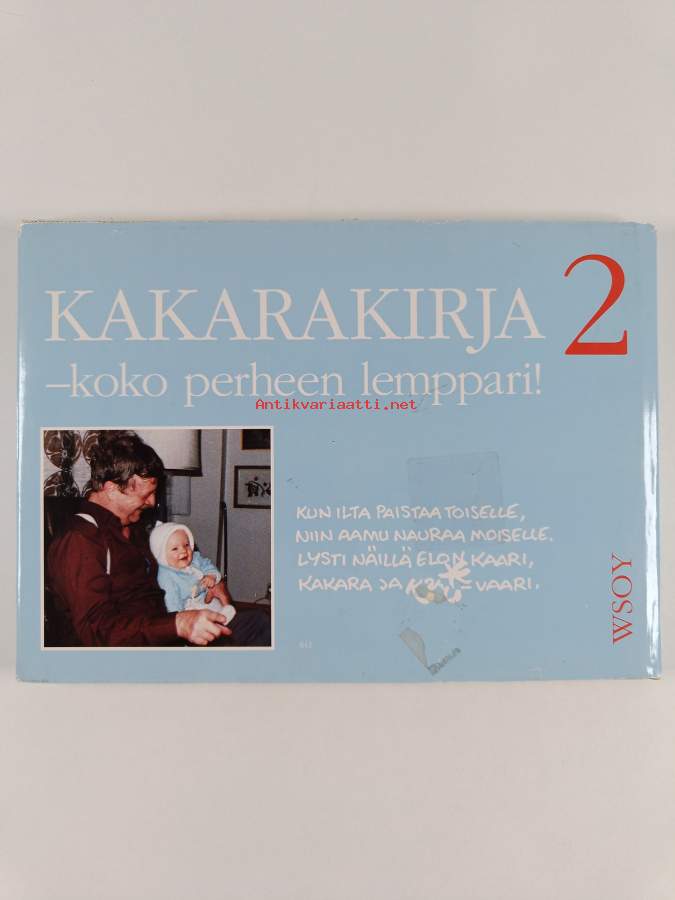 KAKARAKIRJA 2
–koko perheen lemppari!
Antikvariaatti.net
KUN ILTA PAISTAA TOISELLE,
NIIN AAMU NAURAA MOISELLE.
LYSTI NÄILLÄ ELON KAARI,
KAKARA JA KARI-VAARI.
WSOY